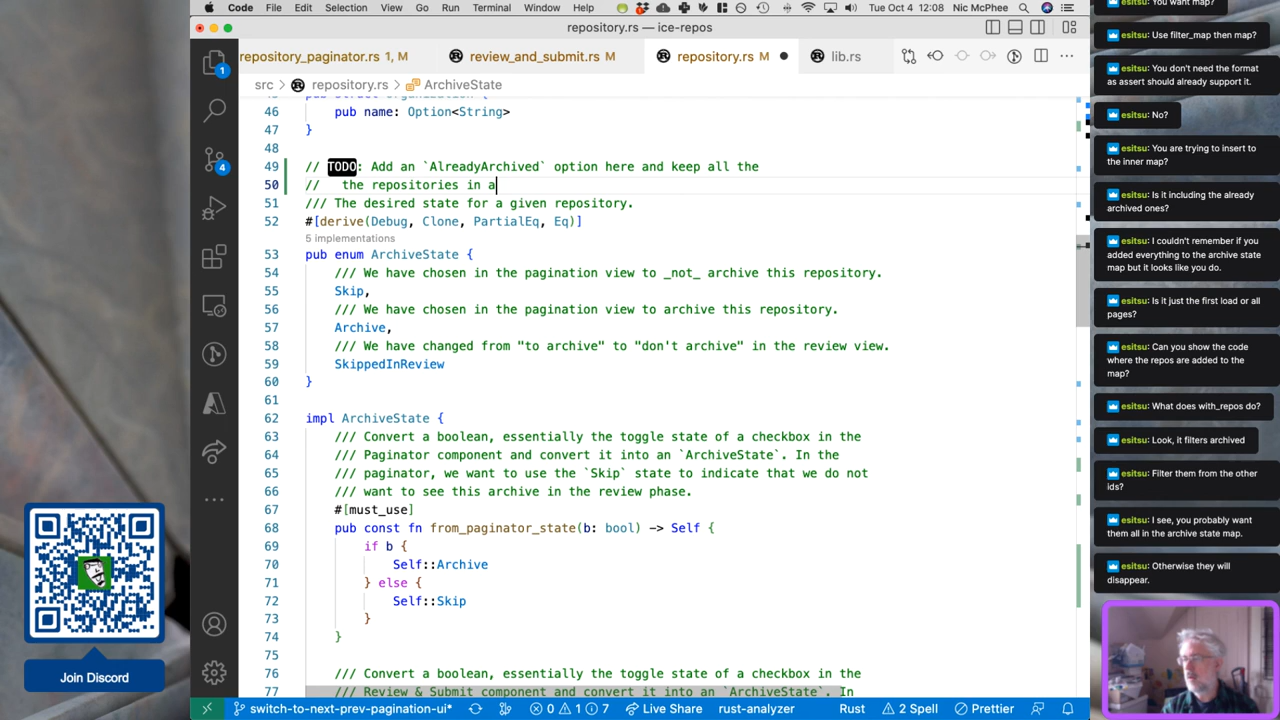 Code File Edit Selection View Go Run Terminal Window Help Tue Oct 4 12:08 Nic McPhee
repository.rs — ice-repos
repository_paginator.rs 1, M review_and_submit.rs M repository.rs M lib.rs
src > repository.rs > ArchiveState
46 pub name: Option<String>
47 }
48
49 // TODO: Add an `AlreadyArchived` option here and keep all the
50 // the repositories in a
51 /// The desired state for a given repository.
52 #[derive(Debug, Clone, PartialEq, Eq)]
5 implementations
53 pub enum ArchiveState {
54 /// We have chosen in the pagination view to _not_ archive this repository.
55 Skip,
56 /// We have chosen in the pagination view to archive this repository.
57 Archive,
58 /// We have changed from "to archive" to "don't archive" in the review view.
59 SkippedInReview
60 }
61
62 impl ArchiveState {
63 /// Convert a boolean, essentially the toggle state of a checkbox in the
64 /// Paginator component and convert it into an `ArchiveState`. In the
65 /// paginator, we want to use the `Skip` state to indicate that we do not
66 /// want to see this archive in the review phase.
67 #[must_use]
68 pub const fn from_paginator_state(b: bool) -> Self {
69 if b {
70 Self::Archive
71 } else {
72 Self::Skip
73 }
74 }
75
76 /// Convert a boolean, essentially the toggle state of a checkbox in the
77 /// Review & Submit component and convert it into an `ArchiveState`. In
1
4
Join Discord
switch-to-next-prev-pagination-ui* 0 1 7 Live Share rust-analyzer Rust 2 Spell Prettier
esitsu: You want map?
esitsu: Use filter_map then map?
esitsu: You don't need the format
as assert should already support it.
esitsu: No?
esitsu: You are trying to insert to
the inner map?
esitsu: Is it including the already
archived ones?
esitsu: I couldn't remember if you
added everything to the archive state
map but it looks like you do.
esitsu: Is it just the first load or all
pages?
esitsu: Can you show the code
where the repos are added to the
map?
esitsu: What does with_repos do?
esitsu: Look, it filters archived
esitsu: Filter them from the other
ids?
esitsu: I see, you probably want
them all in the archive state map.
esitsu: Otherwise they will
disappear.